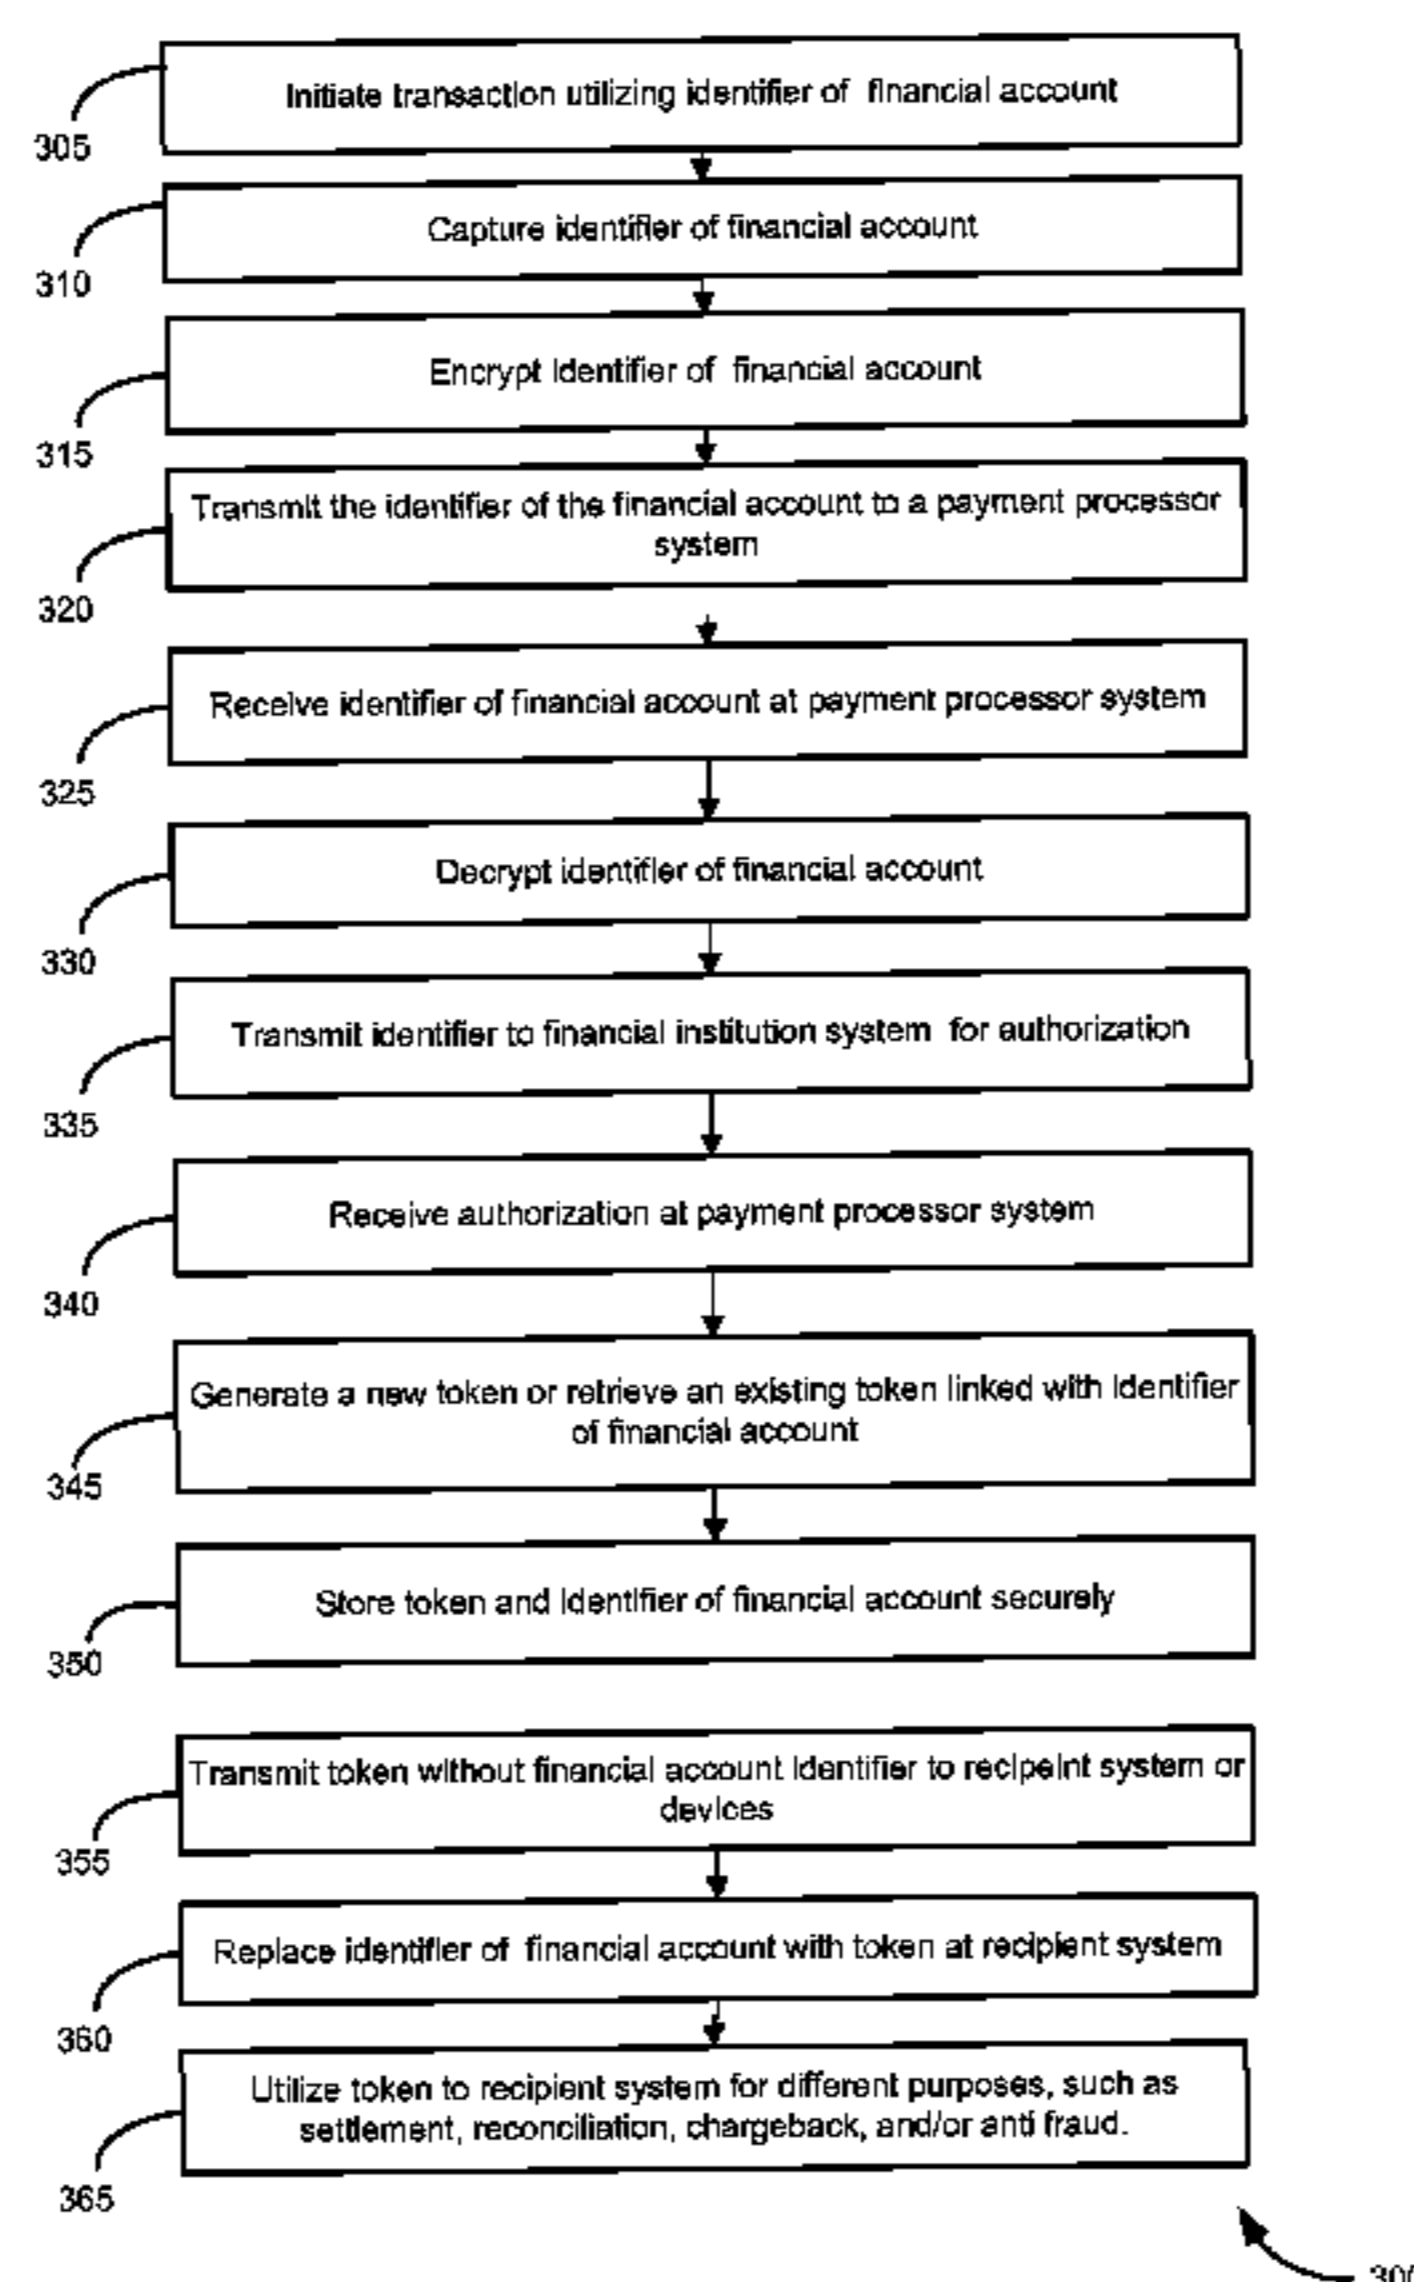 Initiate transaction utilizing identifier of financial account
305
Capture identifier of financial account
310
Encrypt Identifier of financial account
315
Transmit the identifier of the financial account to a payment processor
system
320
Receive identifier of financial account at payment processor system
325
Decrypt identifier of financial account
330
Transmit identifier to financial institution system for authorization
335
Receive authorization at payment processor system
340
Generate a new token or retrieve an existing token linked with Identifier
of financial account
345
Store token and Identifier of financial account securely
350
Transmit token without financial account Identifier to recipeint system or
devices
355
Replace identifier of financial account with token at recipient system
360
Utilize token to recipient system for different purposes, such as
settlement, reconciliation, chargeback, and/or anti fraud.
365